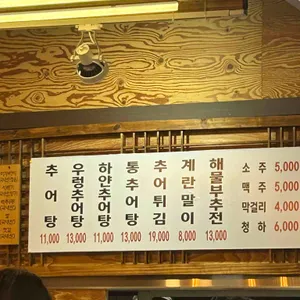 추어탕 11,000
우렁추어탕 13,000
하얀추어탕 11,000
통추어탕 13,000
추어튀김 19,000
계란말이 8,000
해물부추전 13,000
소주 5,000
맥주 5,000
막걸리 4,000
청하 6,000